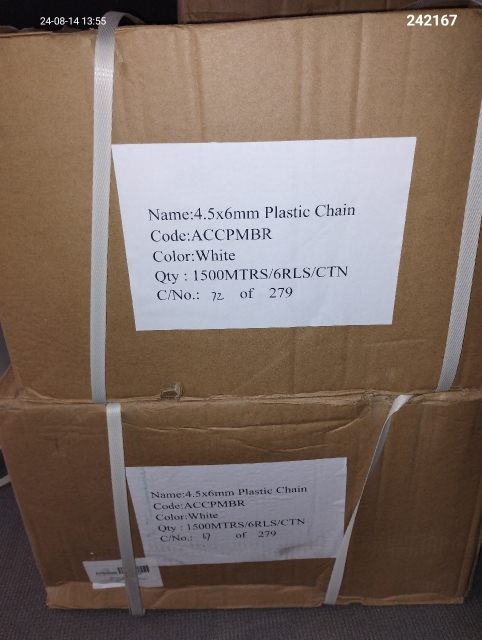 24-08-14 13:55
242167
Name:4.5x6mm Plastic Chain
Code:ACCPMBR
Color:White
Qty : 1500MTRS/6RLS/CTN
C/No.: 72 of 279
Name:4.5x6mm Plastic Chain
Code:ACCPMBR
Color:White
Qty : 1500MTRS/6RLS/CTN
C/No.: of 279